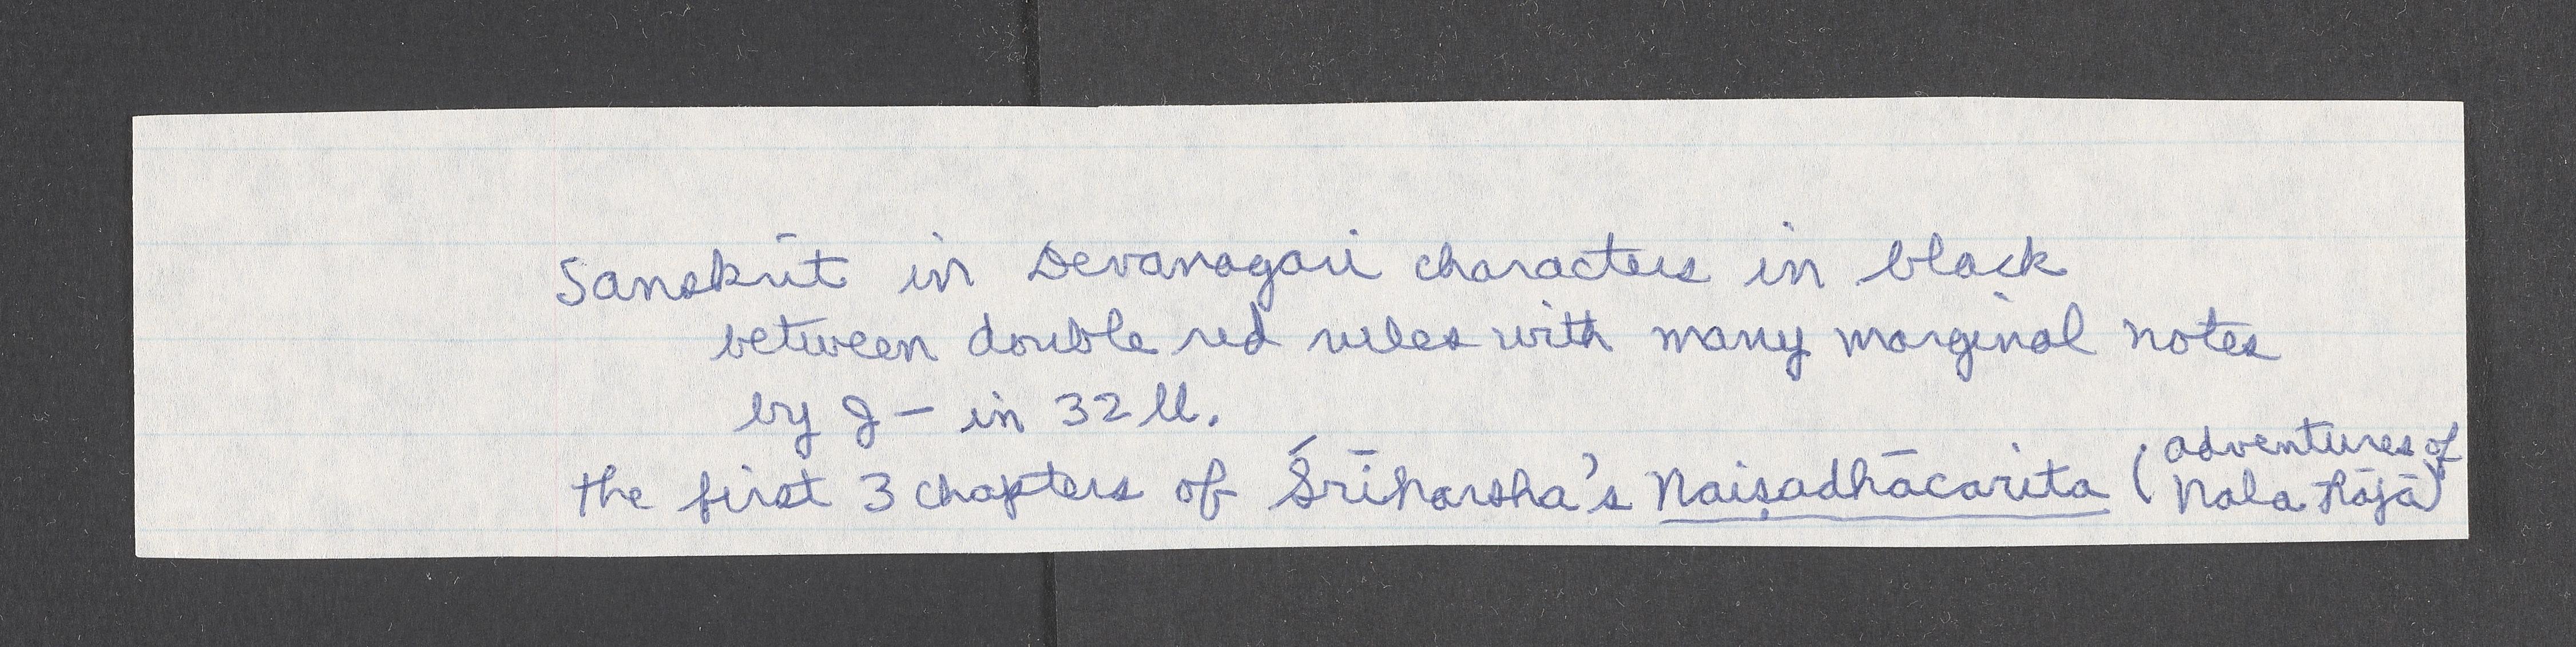 Sanskrit in Devanagari characters in black
between double red rules with many marginal notes
by J — in 32 ll.
the first 3 chapters of Śrīharsha's Naiṣadhācarita (adventures of
Nala Rājā)